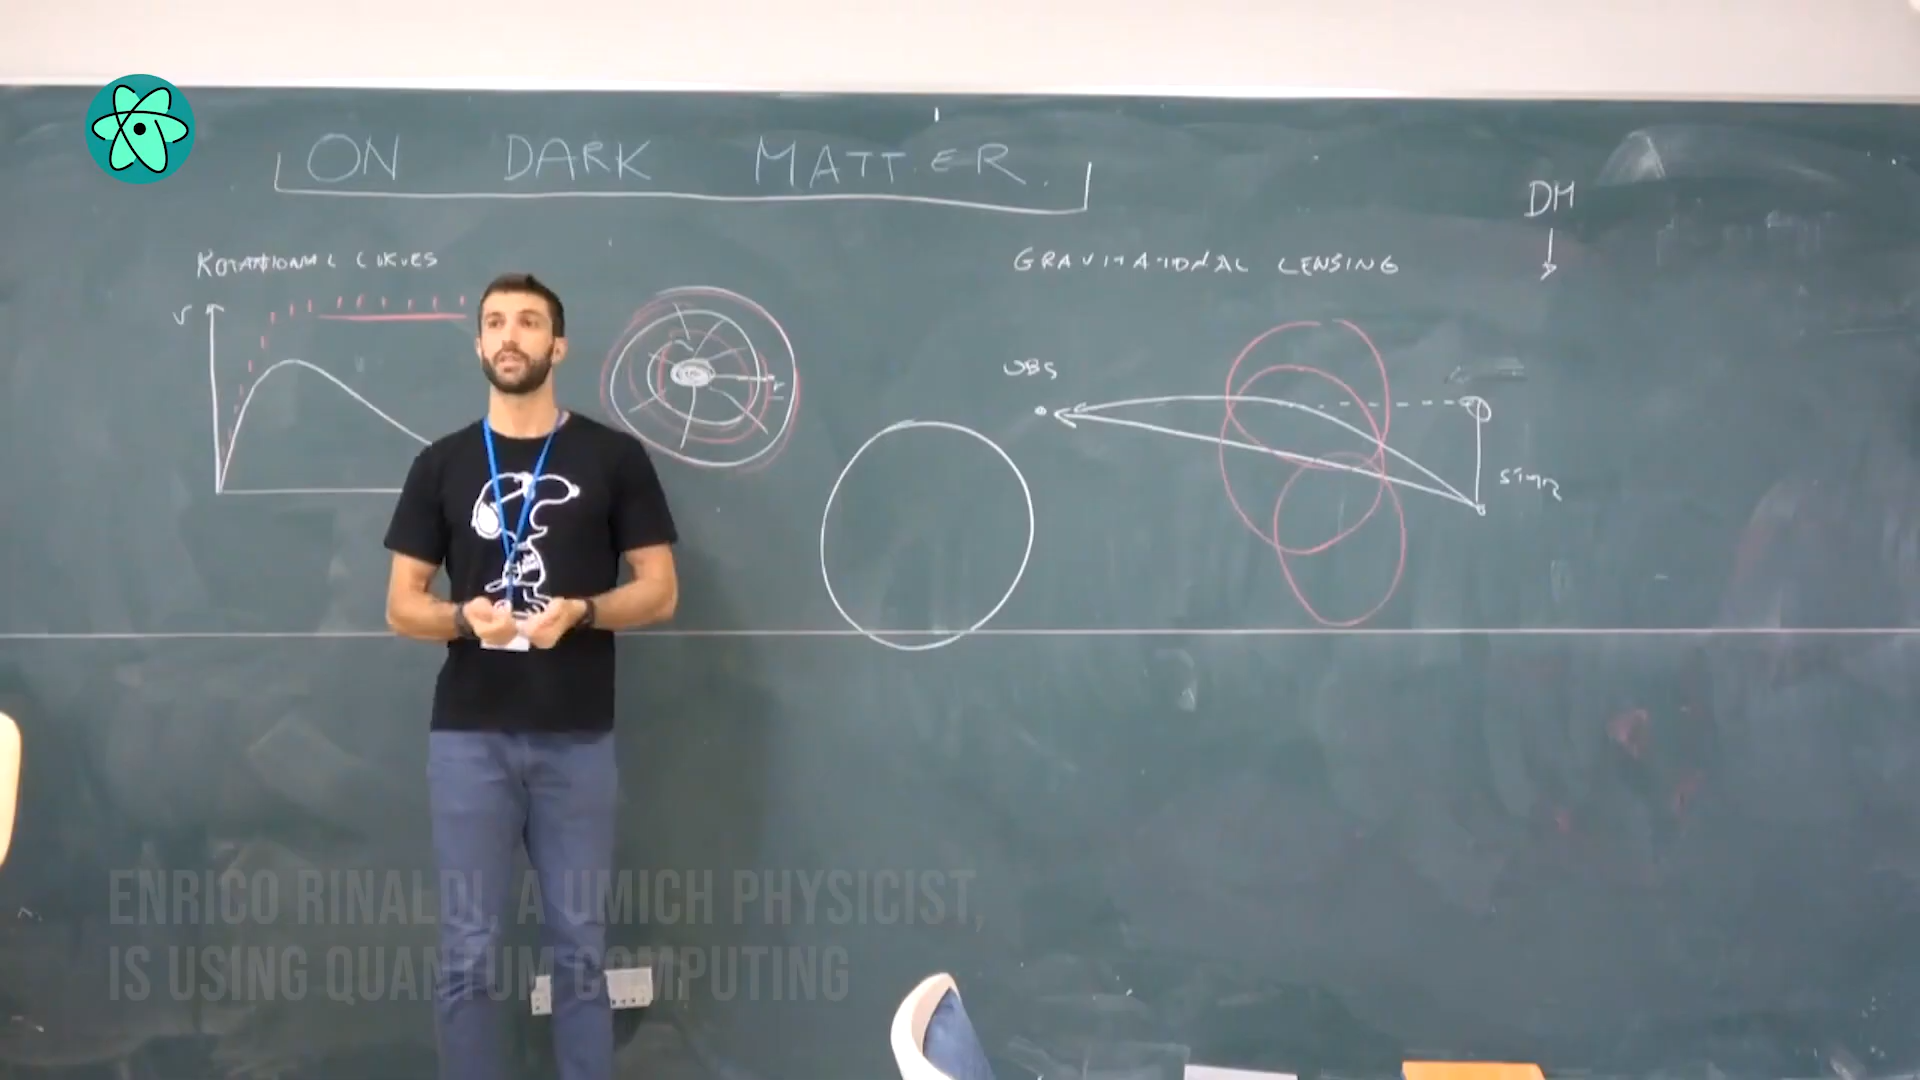 ON DARK MATTER.
DM
ROTATIONAL CURVES
GRAVITATIONAL LENSING
v
r
OBS
STAR
ENRICO RINALDI, A UMICH PHYSICIST,
IS USING QUANTUM COMPUTING